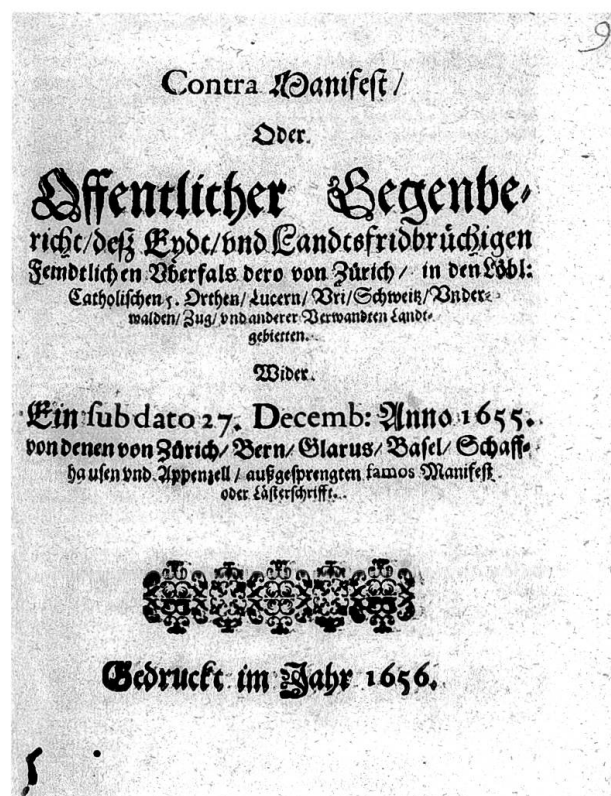 9
Contra Manifest /
Oder.
Offentlicher Gegenbe-
richt/deß Eydt/vnd Landtsfridbrüchigen
Feindtlichen Vberfals dero von Zürich / in den Löbl:
Catholischen 5. Orthen/Lucern/Vri/Schweitz/Vnder-
walden/Zug/vnd anderer Verwandten Landt-
gebietten.
Wider.
Ein sub dato 27. Decemb: Anno 1655.
von denen von Zürich/Bern/Glarus/Basel/Schaff-
hausen vnd Appenzell / außgesprengten famos Manifest
oder Lästerschrifft.
Gedruckt im Jahr 1656.